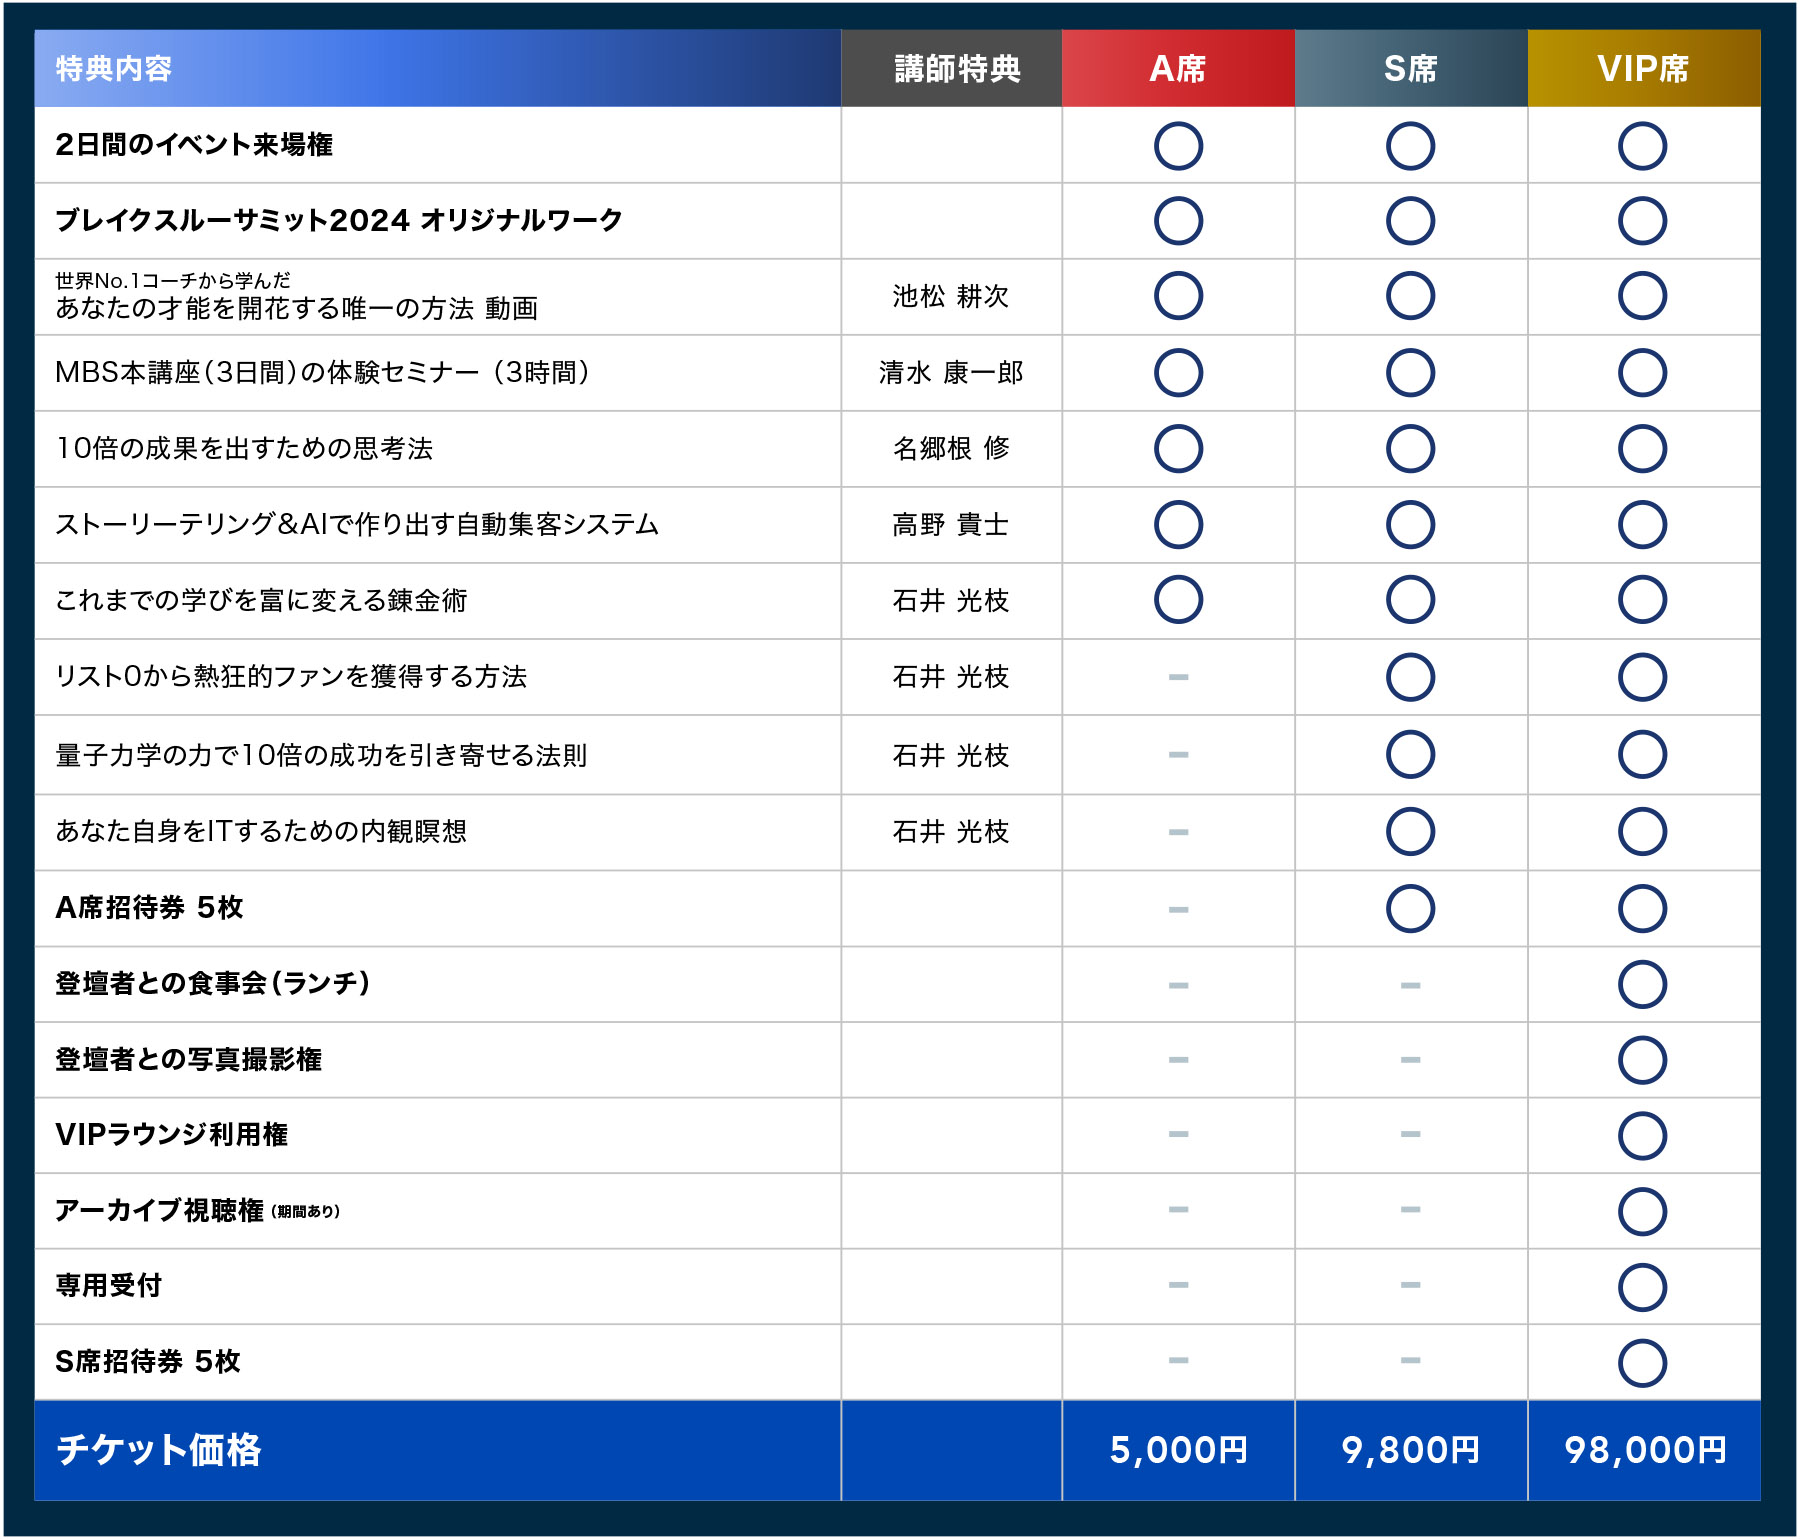 特典内容 講師特典 A席 S席 VIP席
2日間のイベント来場権 ◯ ◯ ◯
ブレイクスルーサミット2024 オリジナルワーク ◯ ◯ ◯
世界No.1コーチから学んだ
あなたの才能を開花する唯一の方法 動画 池松 耕次 ◯ ◯ ◯
MBS本講座（3日間）の体験セミナー（3時間） 清水 康一郎 ◯ ◯ ◯
10倍の成果を出すための思考法 名郷根 修 ◯ ◯ ◯
ストーリーテリング&AIで作り出す自動集客システム 高野 貴士 ◯ ◯ ◯
これまでの学びを富に変える錬金術 石井 光枝 ◯ ◯ ◯
リスト0から熱狂的ファンを獲得する方法 石井 光枝 - ◯ ◯
量子力学の力で10倍の成功を引き寄せる法則 石井 光枝 - ◯ ◯
あなた自身をITするための内観瞑想 石井 光枝 - ◯ ◯
A席招待券 5枚 - ◯ ◯
登壇者との食事会（ランチ） - - ◯
登壇者との写真撮影権 - - ◯
VIPラウンジ利用権 - - ◯
アーカイブ視聴権（期間あり） - - ◯
専用受付 - - ◯
S席招待券 5枚 - - ◯
チケット価格 5,000円 9,800円 98,000円